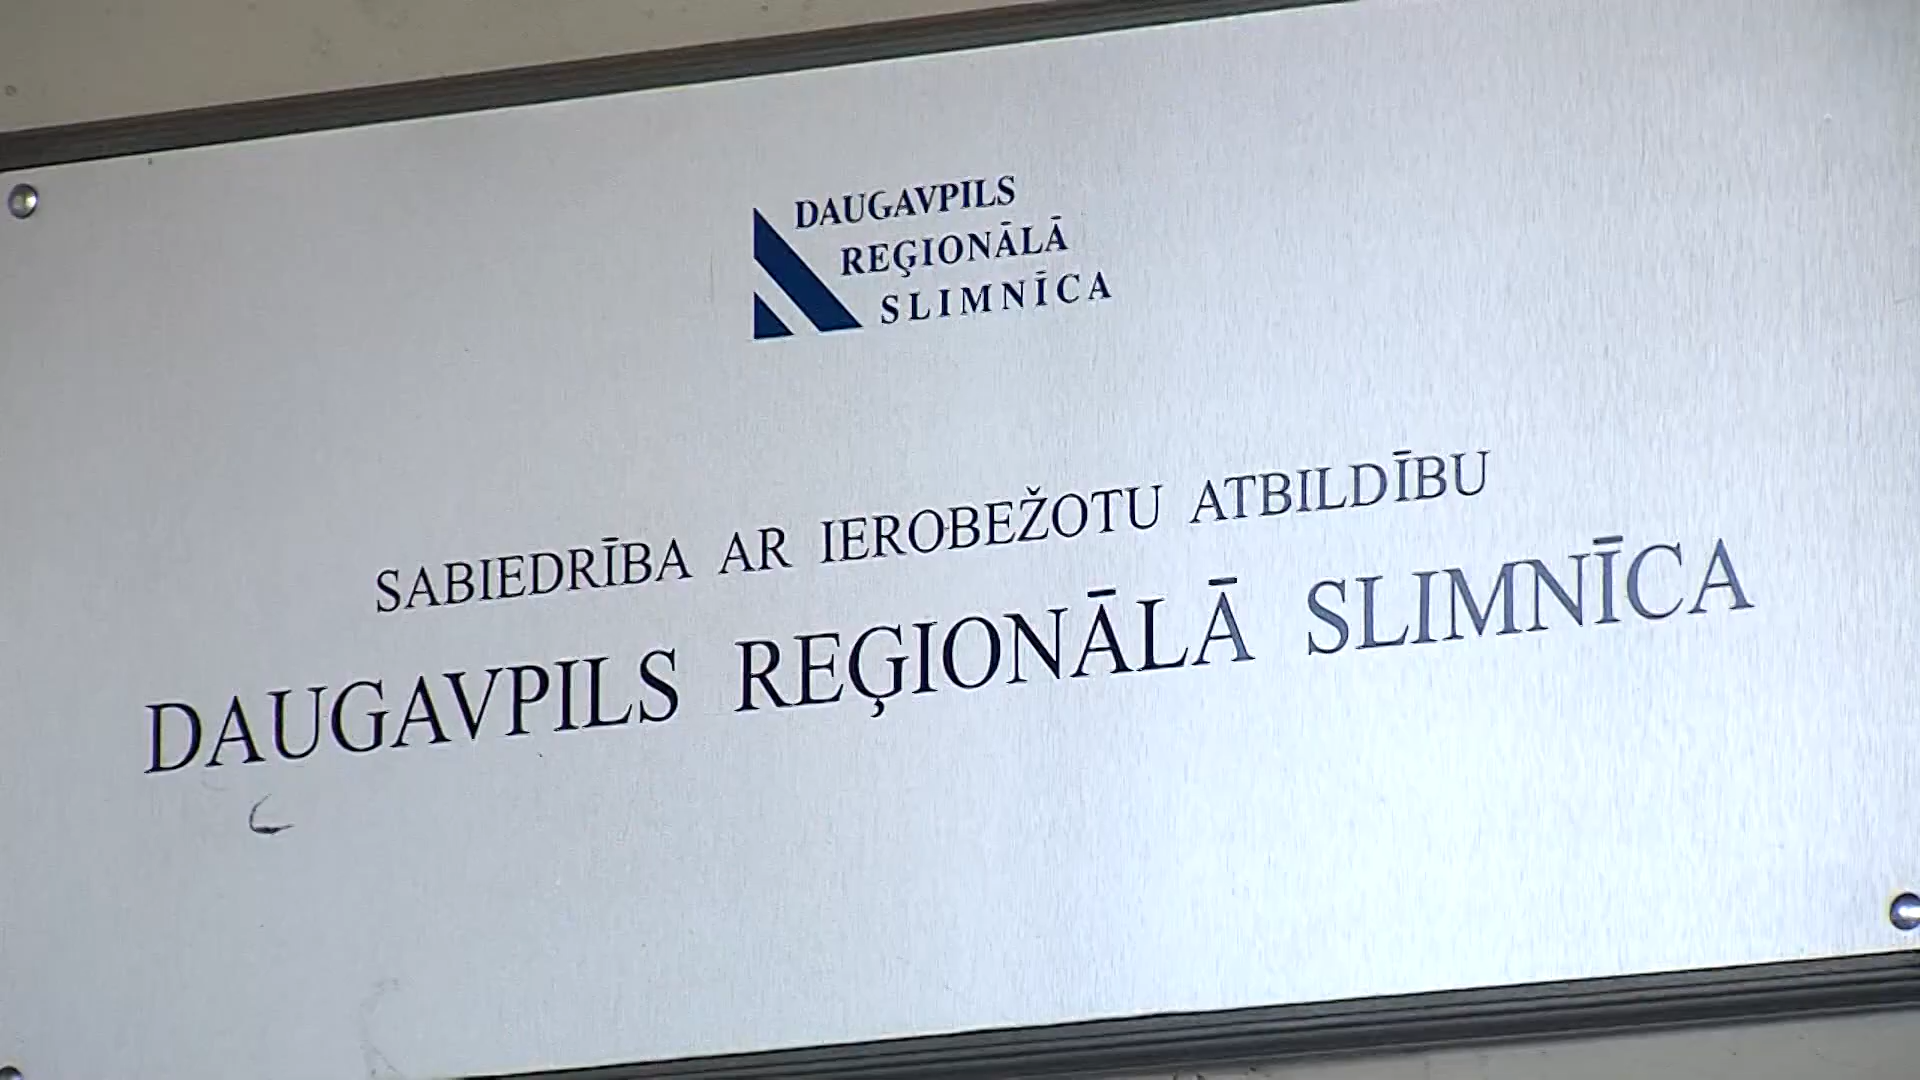 DAUGAVPILS
REĢIONĀLĀ
SLIMNĪCA
SABIEDRĪBA AR IEROBEŽOTU ATBILDĪBU
DAUGAVPILS REĢIONĀLĀ SLIMNĪCA